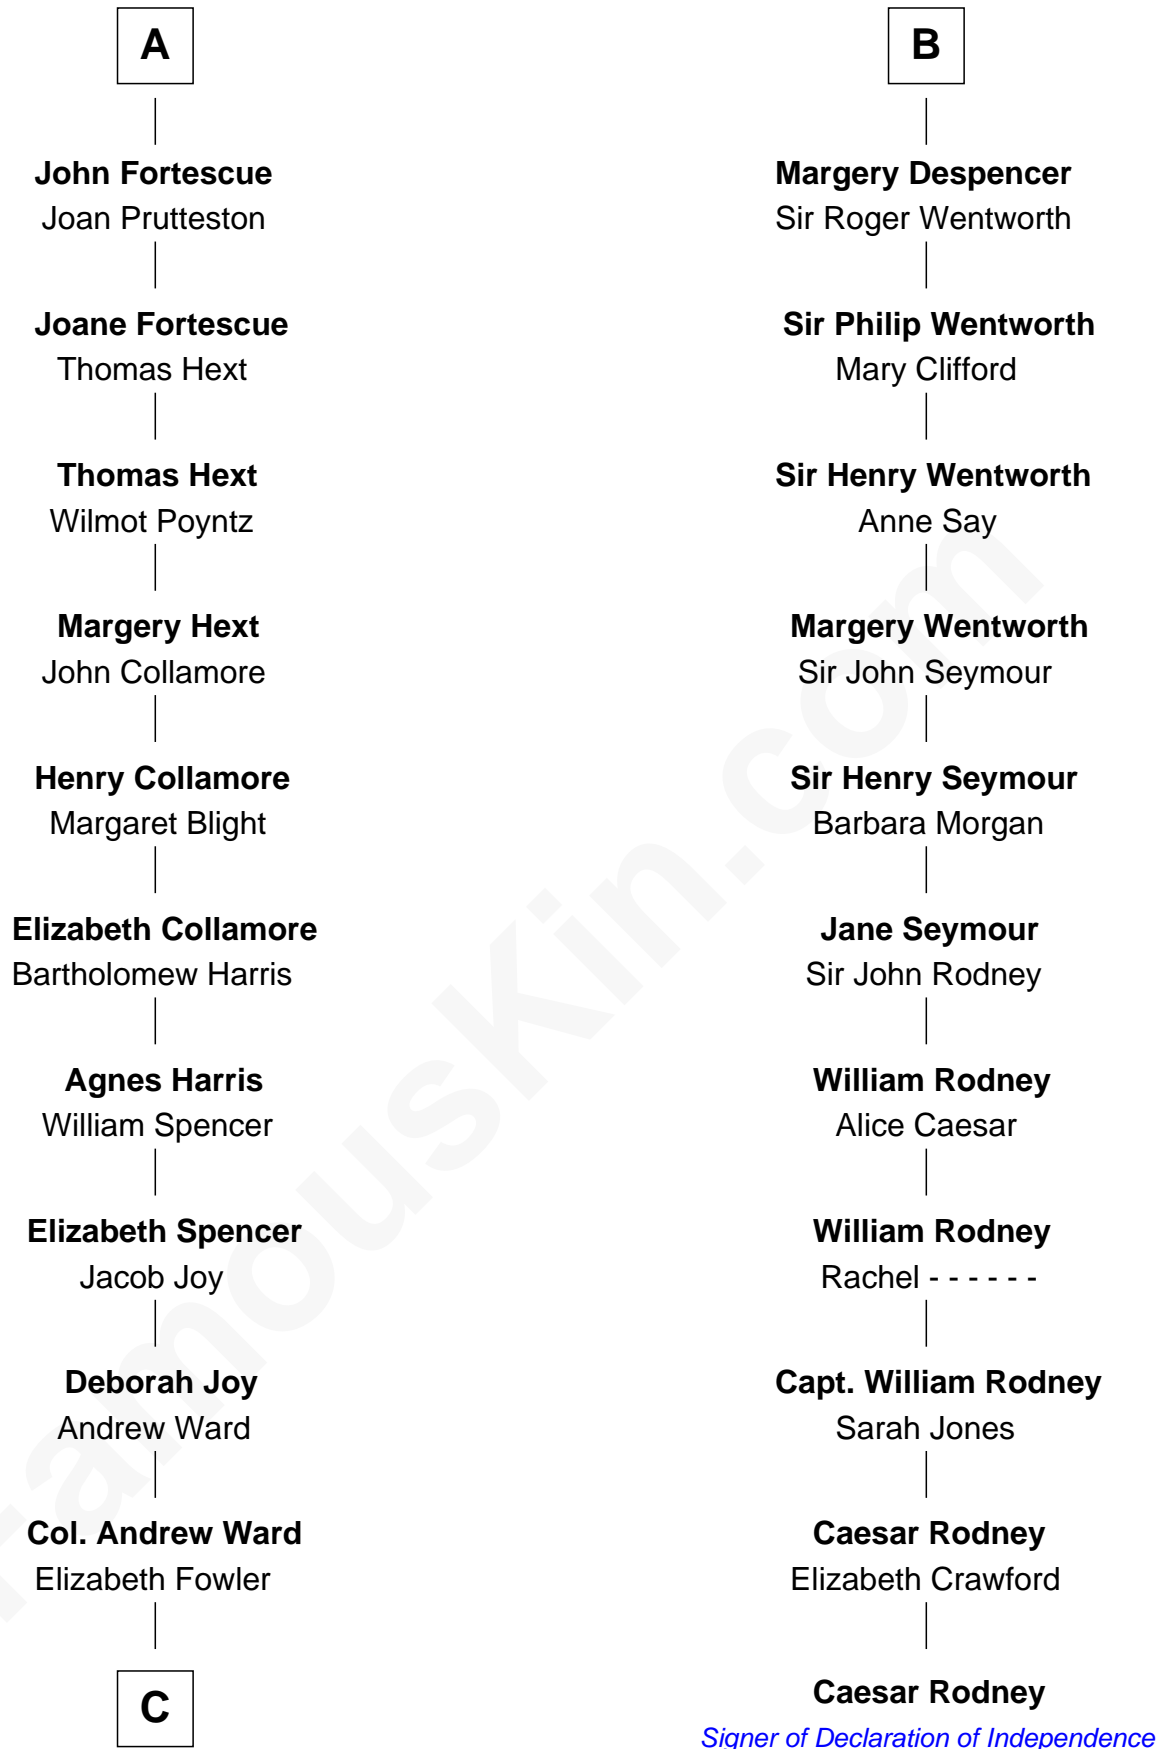 A
John Fortescue
Joan Prutteston
Joane Fortescue
Thomas Hext
Thomas Hext
Wilmot Poyntz
Margery Hext
John Collamore
Henry Collamore
Margaret Blight
Elizabeth Collamore
Bartholomew Harris
Agnes Harris
William Spencer
Elizabeth Spencer
Jacob Joy
Deborah Joy
Andrew Ward
Col. Andrew Ward
Elizabeth Fowler
C
B
Margery Despencer
Sir Roger Wentworth
Sir Philip Wentworth
Mary Clifford
Sir Henry Wentworth
Anne Say
Margery Wentworth
Sir John Seymour
Sir Henry Seymour
Barbara Morgan
Jane Seymour
Sir John Rodney
William Rodney
Alice Caesar
William Rodney
Rachel - - - - - -
Capt. William Rodney
Sarah Jones
Caesar Rodney
Elizabeth Crawford
Caesar Rodney
Signer of Declaration of Independence
FamousKin.com